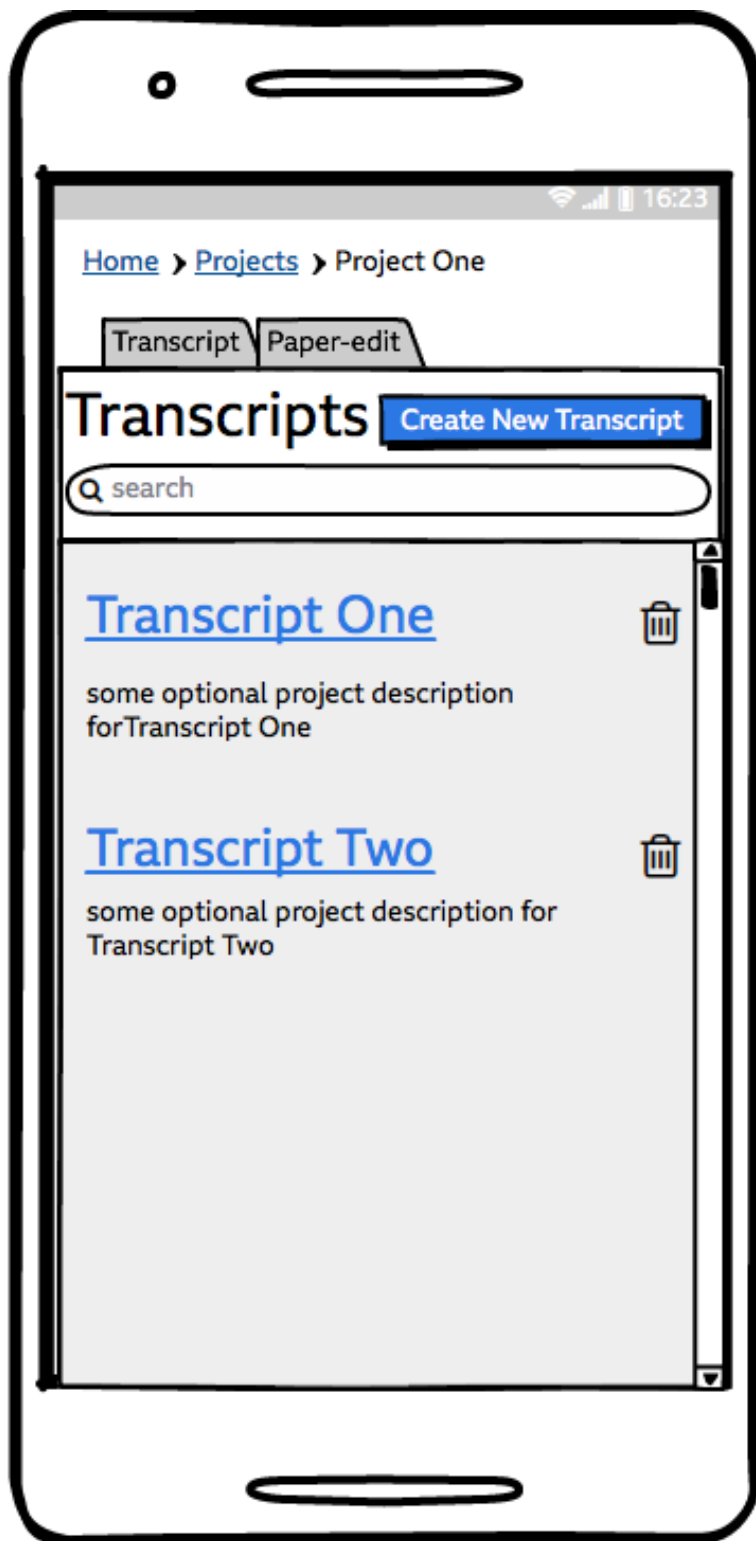 16:23
Home › Projects › Project One
Transcript Paper-edit
Transcripts Create New Transcript
search
Transcript One
some optional project description
forTranscript One
Transcript Two
some optional project description for
Transcript Two